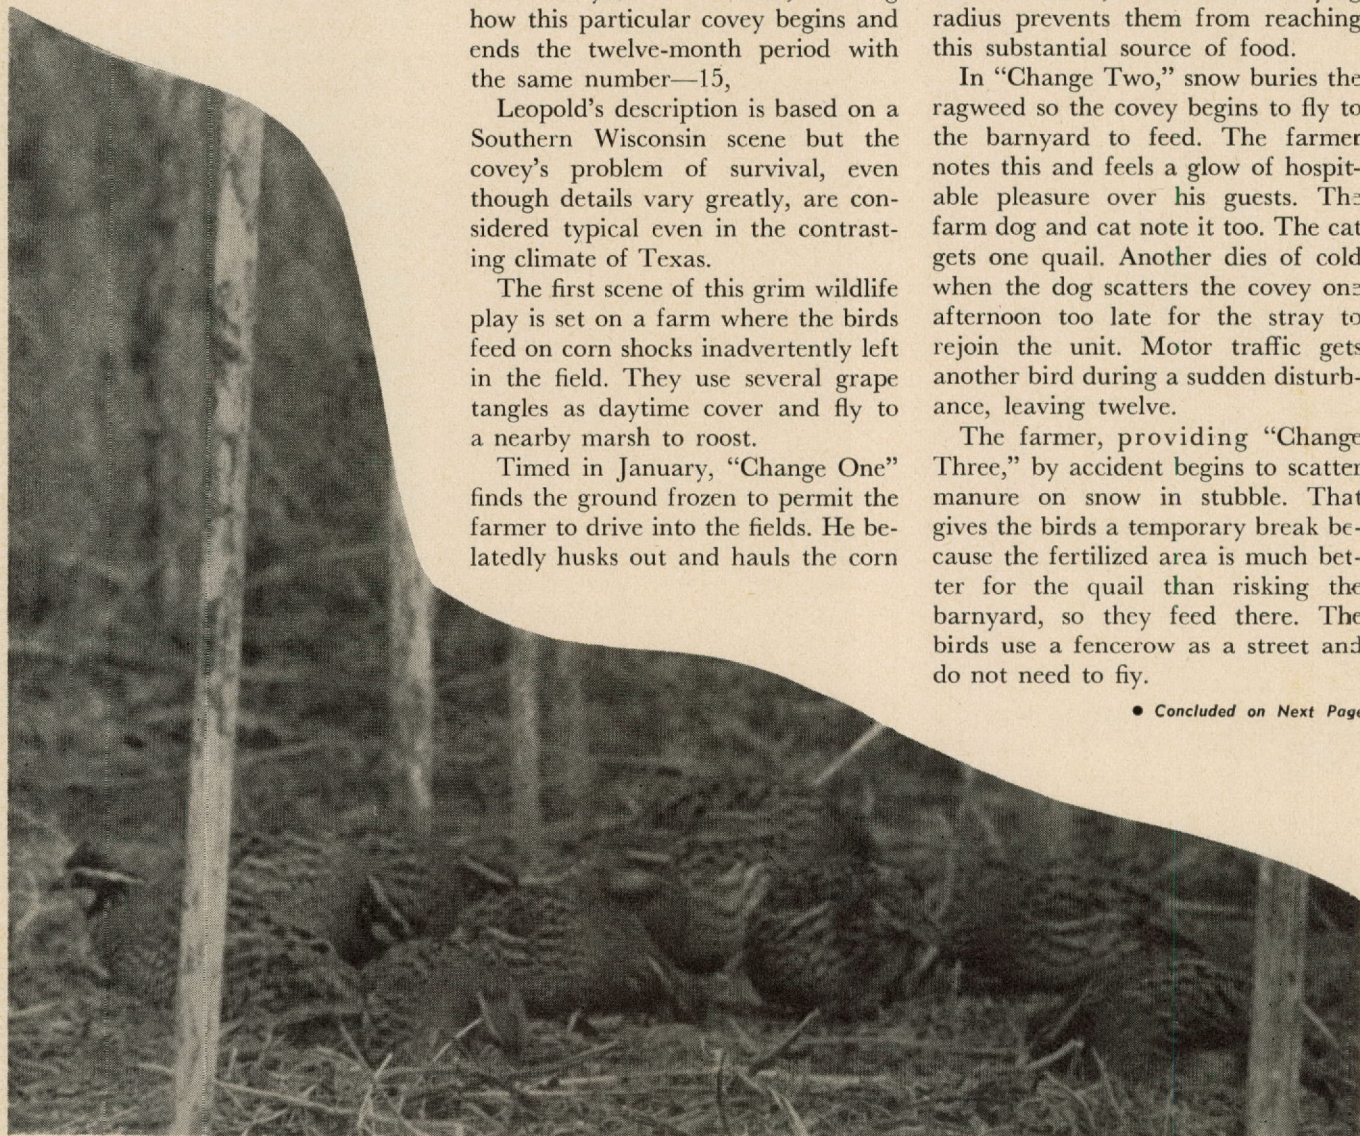 how this particular covey begins and
ends the twelve-month period with
the same number—15,
Leopold's description is based on a
Southern Wisconsin scene but the
covey's problem of survival, even
though details vary greatly, are con-
sidered typical even in the contrast-
ing climate of Texas.
The first scene of this grim wildlife
play is set on a farm where the birds
feed on corn shocks inadvertently left
in the field. They use several grape
tangles as daytime cover and fly to
a nearby marsh to roost.
Timed in January, “Change One”
finds the ground frozen to permit the
farmer to drive into the fields. He be-
latedly husks out and hauls the corn
radius prevents them from reaching
this substantial source of food.
In “Change Two,” snow buries the
ragweed so the covey begins to fly to
the barnyard to feed. The farmer
notes this and feels a glow of hospit-
able pleasure over his guests. The
farm dog and cat note it too. The cat
gets one quail. Another dies of cold
when the dog scatters the covey one
afternoon too late for the stray to
rejoin the unit. Motor traffic gets
another bird during a sudden disturb-
ance, leaving twelve.
The farmer, providing “Change
Three,” by accident begins to scatter
manure on snow in stubble. That
gives the birds a temporary break be-
cause the fertilized area is much bet-
ter for the quail than risking the
barnyard, so they feed there. The
birds use a fencerow as a street and
do not need to fiy.
● Concluded on Next Page